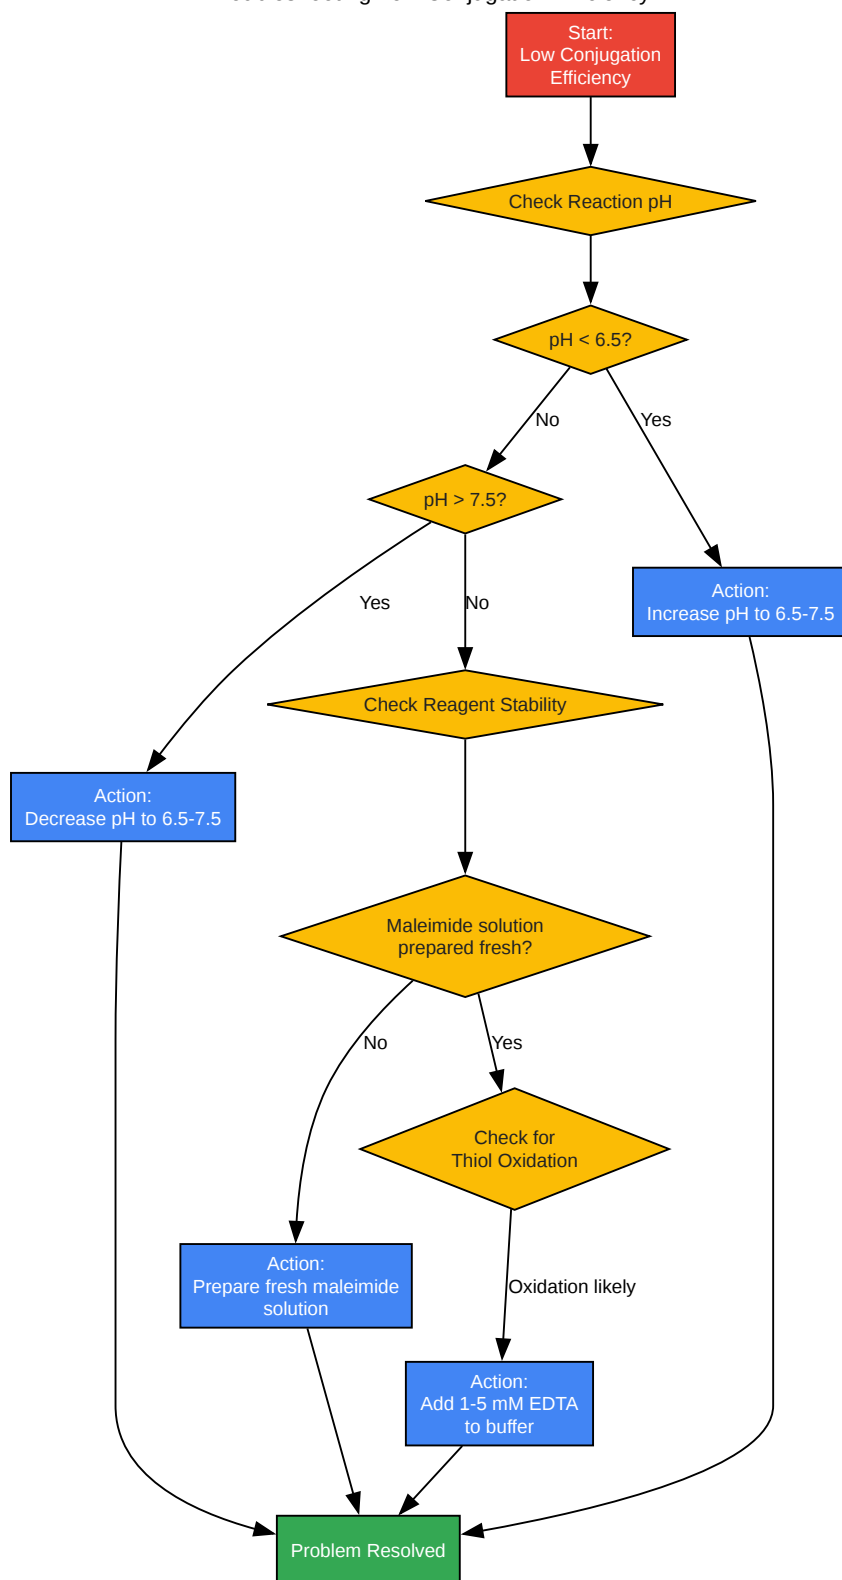 Start:
Low Conjugation
Efficiency
Check Reaction pH
pH < 6.5?
No
Yes
pH > 7.5?
Yes
No
Action:
Increase pH to 6.5-7.5
Check Reagent Stability
Action:
Decrease pH to 6.5-7.5
Maleimide solution
prepared fresh?
No
Yes
Check for
Thiol Oxidation
Action:
Prepare fresh maleimide
solution
Oxidation likely
Action:
Add 1-5 mM EDTA
to buffer
Problem Resolved